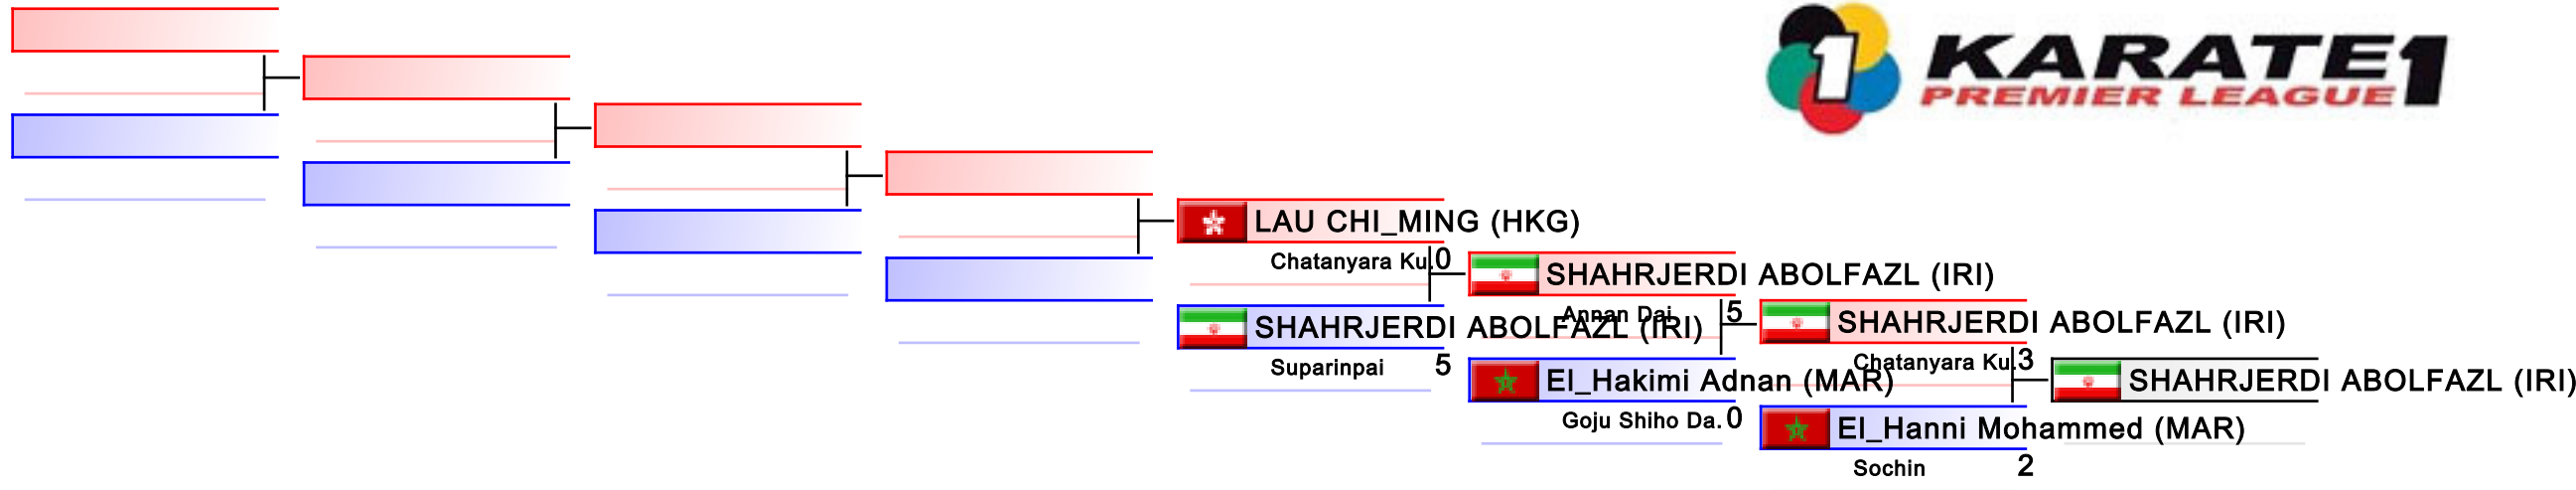 1 KARATE1
PREMIER LEAGUE
LAU CHI_MING (HKG)
Chatanyara Ku. 0
SHAHRJERDI ABOLFAZL (IRI)
Suparinpai 5
SHAHRJERDI ABOLFAZL (IRI)
Annan Dai 5
El_Hakimi Adnan (MAR)
Goju Shiho Da. 0
SHAHRJERDI ABOLFAZL (IRI)
Chatanyara Ku. 3
El_Hanni Mohammed (MAR)
Sochin 2
SHAHRJERDI ABOLFAZL (IRI)